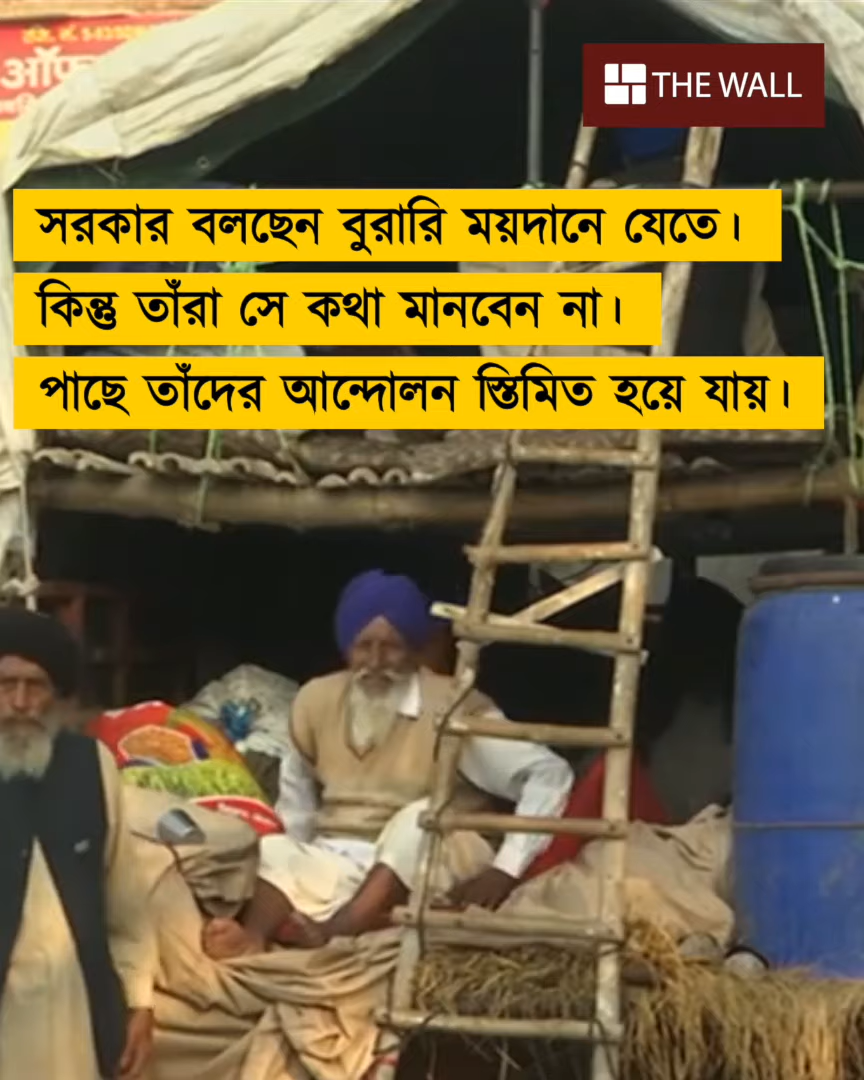 THE WALL
সরকার বলছেন বুরারি ময়দানে যেতে।
কিন্তু তাঁরা সে কথা মানবেন না।
পাছে তাঁদের আন্দোলন স্তিমিত হয়ে যায়।